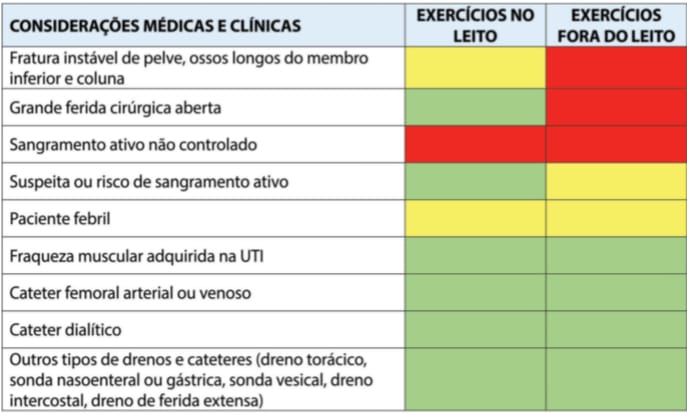 CONSIDERAÇÕES MÉDICAS E CLÍNICAS
EXERCÍCIOS NO
LEITO
EXERCÍCIOS
FORA DO LEITO
Fratura instável de pelve, ossos longos do membro
inferior e coluna
Grande ferida cirúrgica aberta
Sangramento ativo não controlado
Suspeita ou risco de sangramento ativo
Paciente febril
Fraqueza muscular adquirida na UTI
Cateter femoral arterial ou venoso
Cateter dialítico
Outros tipos de drenos e cateteres (dreno torácico,
sonda nasoenteral ou gástrica, sonda vesical, dreno
intercostal, dreno de ferida extensa)